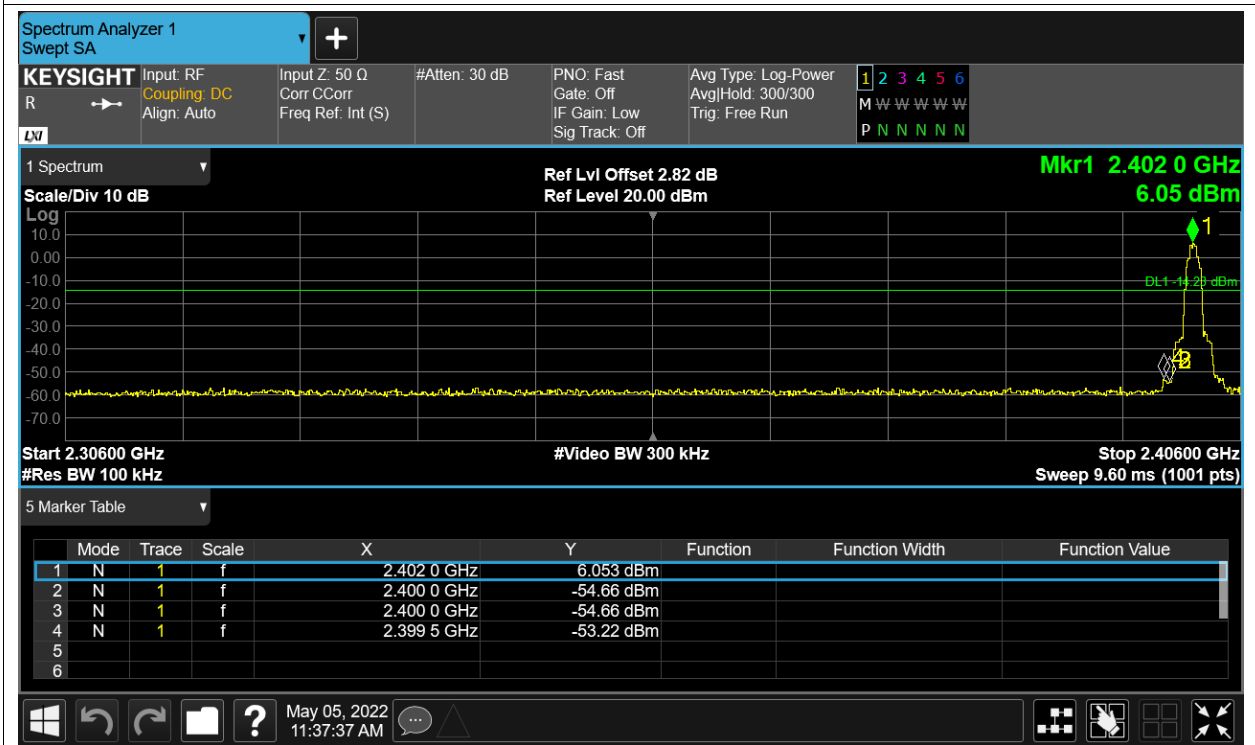 Spectrum Analyzer 1
Swept SA
KEYSIGHT
R
LXI
Input: RF
Coupling: DC
Align: Auto
Input Z: 50 Ω
Corr CCorr
Freq Ref: Int (S)
#Atten: 30 dB
PNO: Fast
Gate: Off
IF Gain: Low
Sig Track: Off
Avg Type: Log-Power
Avg|Hold: 300/300
Trig: Free Run
1 2 3 4 5 6
M W W W W W
P N N N N N
1 Spectrum
Scale/Div 10 dB
Ref Lvl Offset 2.82 dB
Ref Level 20.00 dBm
Mkr1 2.402 0 GHz
6.05 dBm
Log
10.0
0.00
-10.0
-20.0
-30.0
-40.0
-50.0
-60.0
-70.0
1
DL1 -14.23 dBm
4
Start 2.30600 GHz
#Video BW 300 kHz
Stop 2.40600 GHz
#Res BW 100 kHz
Sweep 9.60 ms (1001 pts)
5 Marker Table
Mode Trace Scale X Y Function Function Width Function Value
1 N 1 f 2.402 0 GHz 6.053 dBm
2 N 1 f 2.400 0 GHz -54.66 dBm
3 N 1 f 2.400 0 GHz -54.66 dBm
4 N 1 f 2.399 5 GHz -53.22 dBm
5
6
?
May 05, 2022
11:37:37 AM